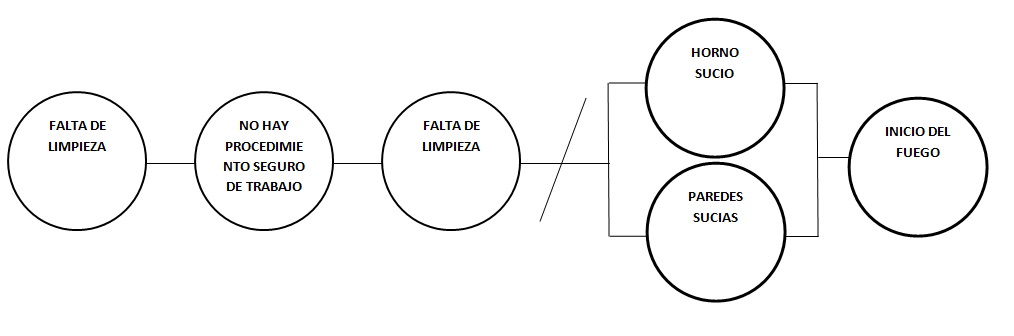 FALTA DE
LIMPIEZA
NO HAY
PROCEDIMIE
NTO SEGURO
DE TRABAJO
FALTA DE
LIMPIEZA
HORNO
SUCIO
PAREDES
SUCIAS
INICIO DEL
FUEGO